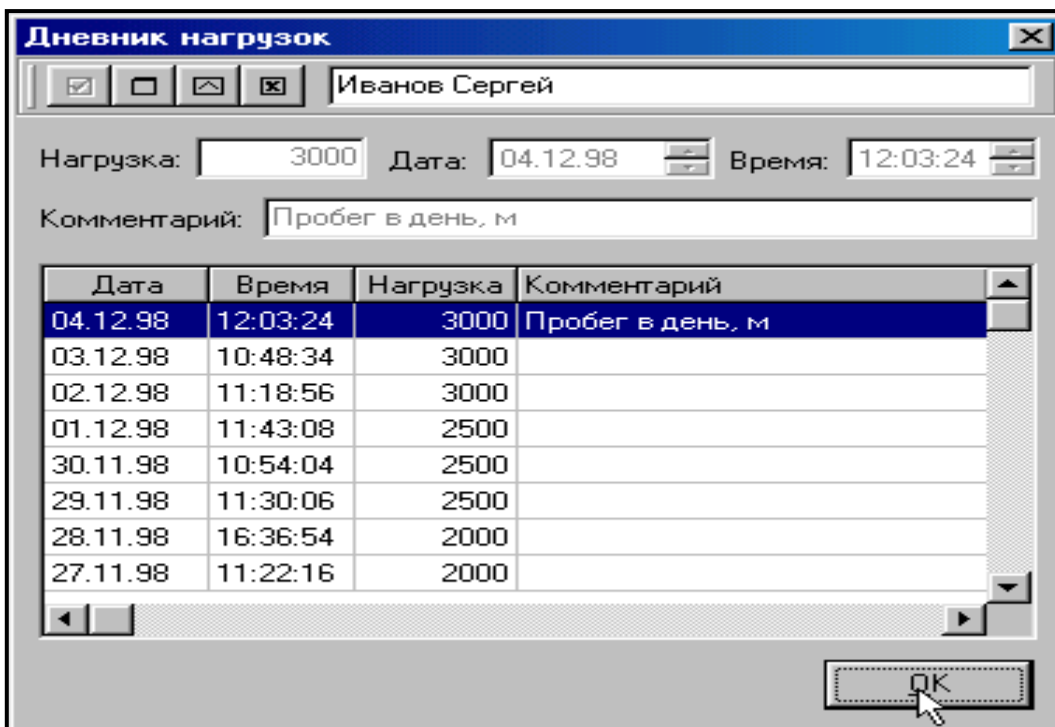 Дневник нагрузок
Иванов Сергей
Нагрузка: 3000 Дата: 04.12.98 Время: 12:03:24
Комментарий: Пробег в день, м
Дата Время Нагрузка Комментарий
04.12.98 12:03:24 3000 Пробег в день, м
03.12.98 10:48:34 3000
02.12.98 11:18:56 3000
01.12.98 11:43:08 2500
30.11.98 10:54:04 2500
29.11.98 11:30:06 2500
28.11.98 16:36:54 2000
27.11.98 11:22:16 2000
OK